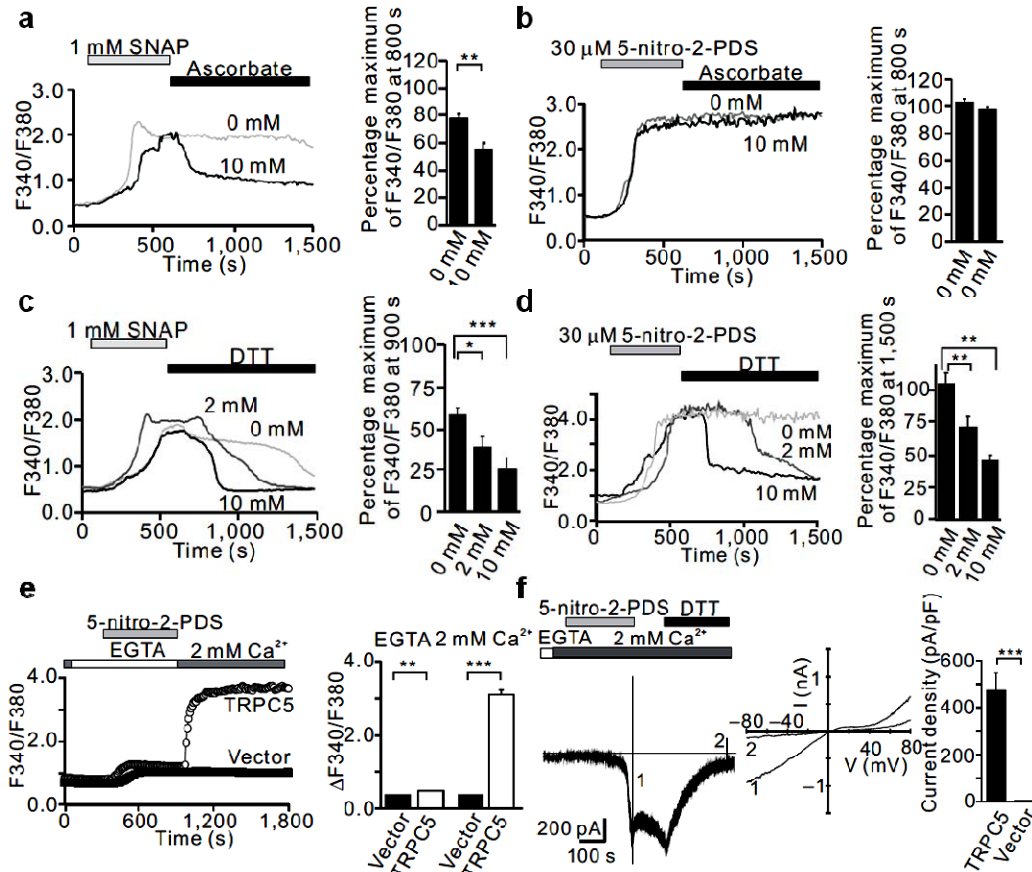 a
1 mM SNAP
Ascorbate
3.0
2.0
1.0
0.0
F340/F380
0 mM
10 mM
0
500
1,000
1,500
Time (s)
Percentage maximum
of F340/F380 at 800 s
120
100
80
60
40
20
0
**
0 mM
10 mM
b
30 µM 5-nitro-2-PDS
Ascorbate
3.0
2.0
1.0
0.0
F340/F380
0 mM
10 mM
0
500
1,000
1,500
Time (s)
Percentage maximum
of F340/F380 at 800 s
120
100
80
60
40
20
0
0 mM
0 mM
c
1 mM SNAP
DTT
3.0
2.0
1.0
0.0
F340/F380
2 mM
0 mM
10 mM
0
500
1,000
1,500
Time (s)
Percentage maximum
of F340/F380 at 900 s
100
75
50
25
0
***
*
0 mM
2 mM
10 mM
d
30 µM 5-nitro-2-PDS
DTT
6.0
4.0
2.0
0.0
F340/F380
0 mM
2 mM
10 mM
0
500
1,000
1,500
Time (s)
Percentage maximum
of F340/F380 at 1,500 s
100
75
50
25
0
**
**
0 mM
2 mM
10 mM
e
5-nitro-2-PDS
EGTA
2 mM Ca²⁺
4.0
2.0
0.0
F340/F380
TRPC5
Vector
0
600
1,200
1,800
Time (s)
EGTA
2 mM Ca²⁺
ΔF340/F380
4.0
2.0
0.0
**
***
Vector
TRPC5
Vector
TRPC5
f
5-nitro-2-PDS
DTT
EGTA
2 mM Ca²⁺
1
2
200 pA
100 s
I (nA)
1
−80
−40
40
80
V (mV)
−1
2
1
Current density (pA/pF)
600
400
200
0
***
TRPC5
Vector